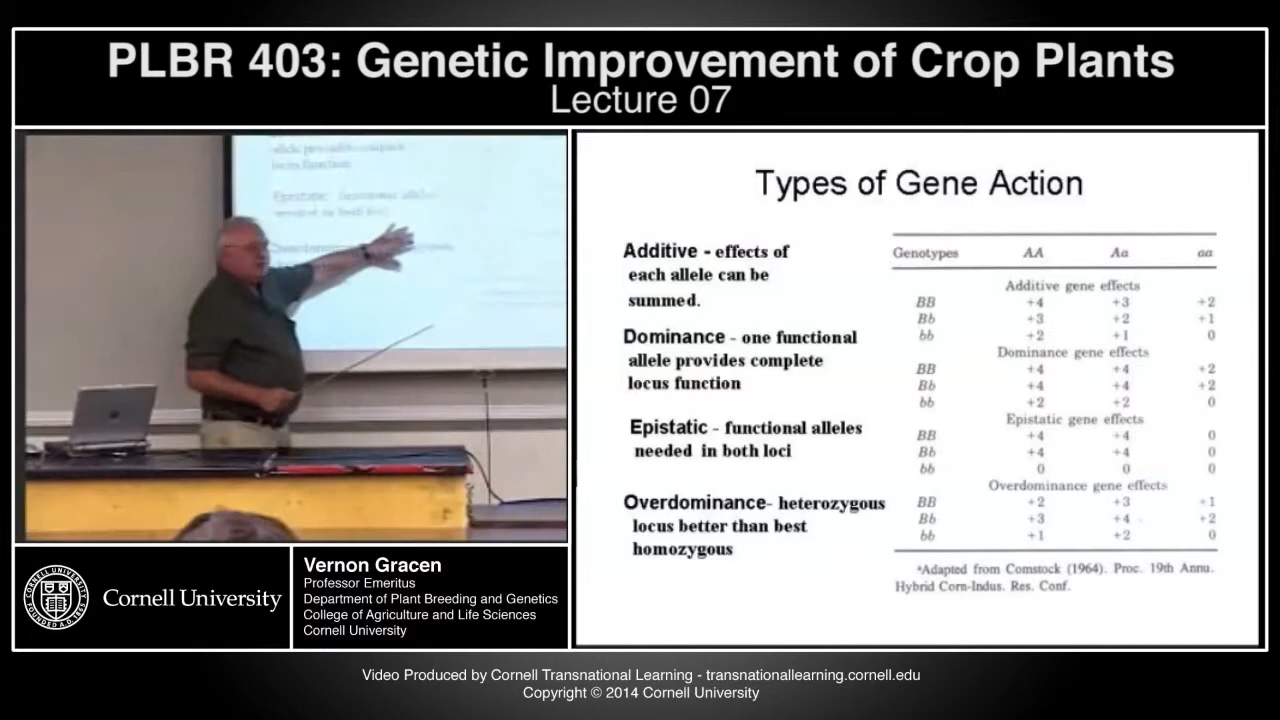 PLBR 403: Genetic Improvement of Crop Plants
Lecture 07
allele provides complete
locus function
Types of Gene Action
Additive - effects of
each allele can be
summed.
Dominance - one functional
allele provides complete
locus function
Epistatic - functional alleles
needed in both loci
Overdominance- heterozygous
locus better than best
homozygous
Genotypes AA Aa aa
Additive gene effects
BB +4 +3 +2
Bb +3 +2 +1
bb +2 +1 0
Dominance gene effects
BB +4 +4 +2
Bb +4 +4 +2
bb +2 +2 0
Epistatic gene effects
BB +4 +4 0
Bb +4 +4 0
bb 0 0 0
Overdominance gene effects
BB +2 +3 +1
Bb +3 +4 +2
bb +1 +2 0
ᵃAdapted from Comstock (1964). Proc. 19th Annu.
Hybrid Corn-Indus. Res. Conf.
Cornell University
Vernon Gracen
Professor Emeritus
Department of Plant Breeding and Genetics
College of Agriculture and Life Sciences
Cornell University
Video Produced by Cornell Transnational Learning - transnationallearning.cornell.edu
Copyright © 2014 Cornell University